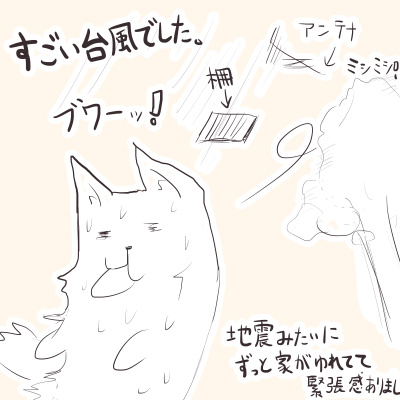 すごい台風でした。
アンテナ
ミシミシ!
柵
ブワーッ!
地震みたいに
ずっと家がゆれてて
緊張感ありまし